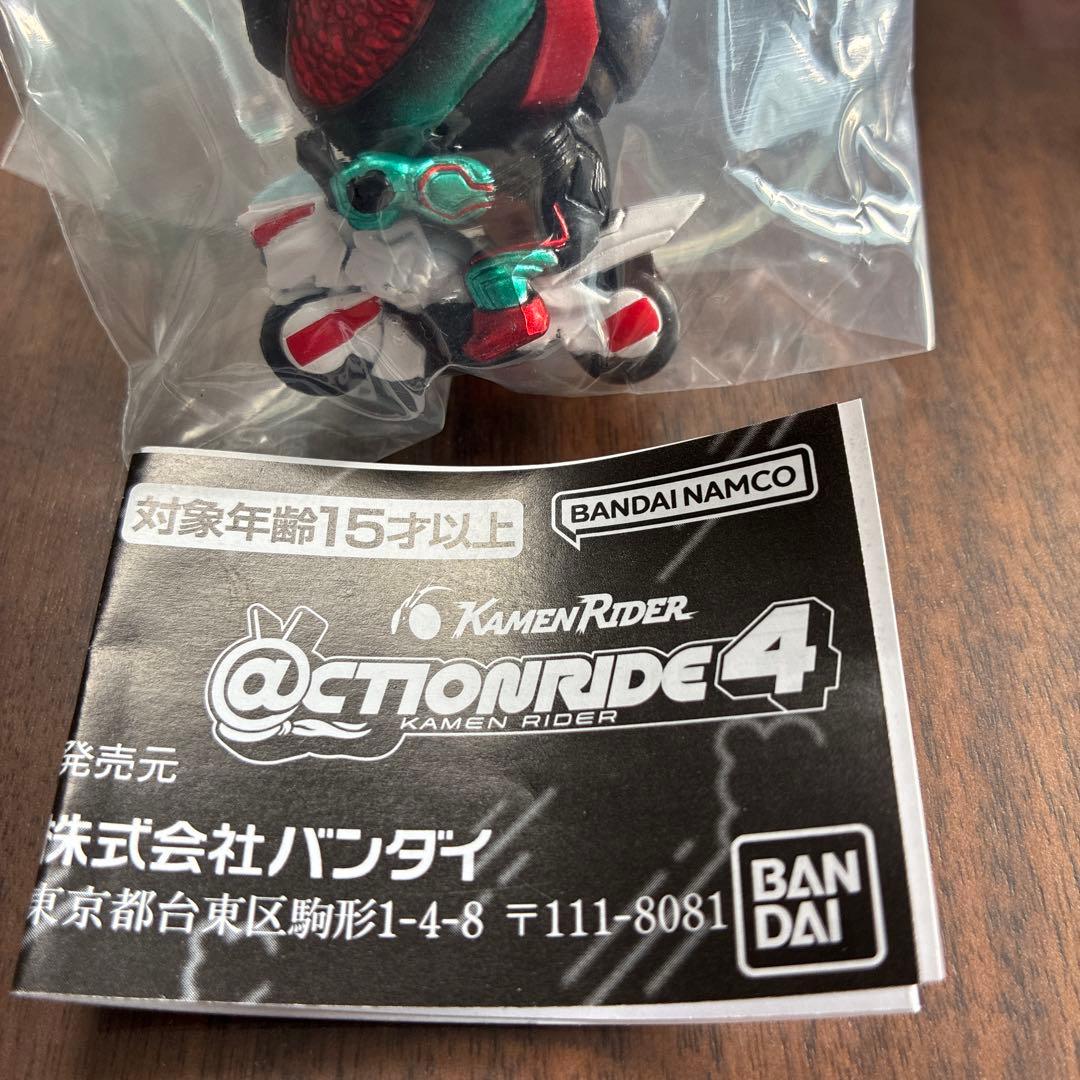 対象年齢15才以上
BANDAI NAMCO
KAMEN RIDER
@CTIONRIDE 4
KAMEN RIDER
発売元
株式会社バンダイ
東京都台東区駒形1-4-8 〒111-8081
BAN
DAI